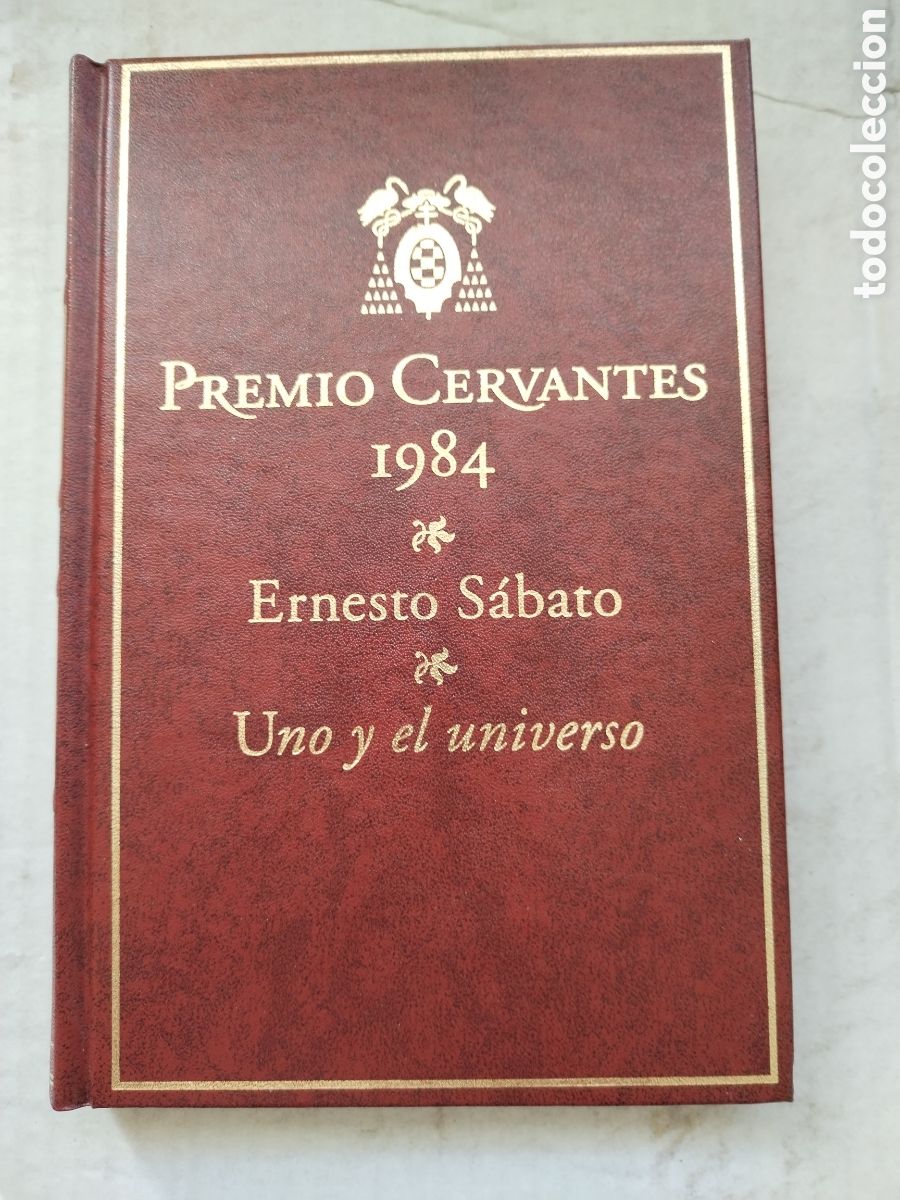 PREMIO CERVANTES
1984
Ernesto Sábato
Uno y el universo
todocoleccion